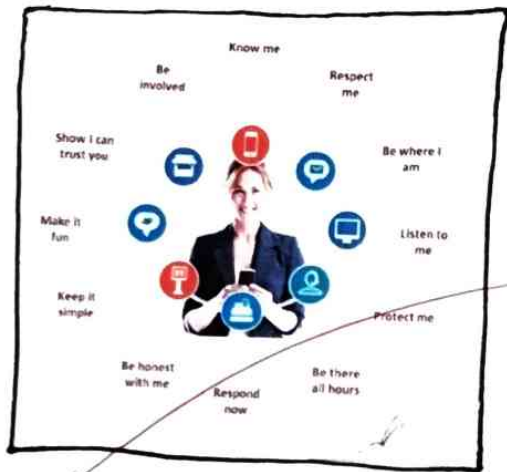 Know me
Be
involved
Respect
me
Show I can
trust you
Be where I
am
Make it
fun
Listen to
me
Keep it
simple
Protect me
Be honest
with me
Respond
now
Be there
all hours